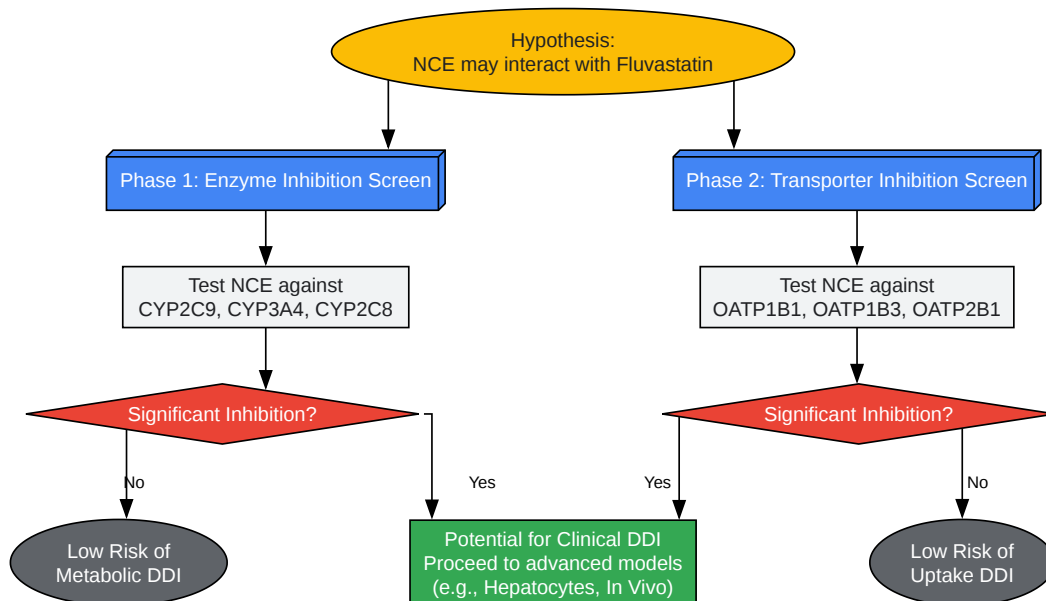 Hypothesis:
NCE may interact with Fluvastatin
Phase 1: Enzyme Inhibition Screen
Phase 2: Transporter Inhibition Screen
Test NCE against
CYP2C9, CYP3A4, CYP2C8
Test NCE against
OATP1B1, OATP1B3, OATP2B1
Significant Inhibition?
Significant Inhibition?
No
Yes
Yes
No
Low Risk of
Metabolic DDI
Potential for Clinical DDI
Proceed to advanced models
(e.g., Hepatocytes, In Vivo)
Low Risk of
Uptake DDI